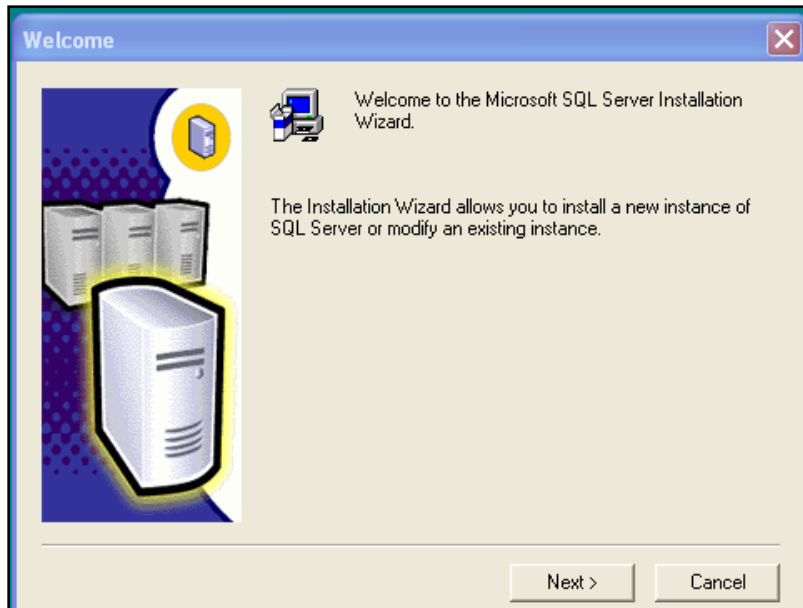 Welcome
Welcome to the Microsoft SQL Server Installation
Wizard.
The Installation Wizard allows you to install a new instance of
SQL Server or modify an existing instance.
Next >
Cancel